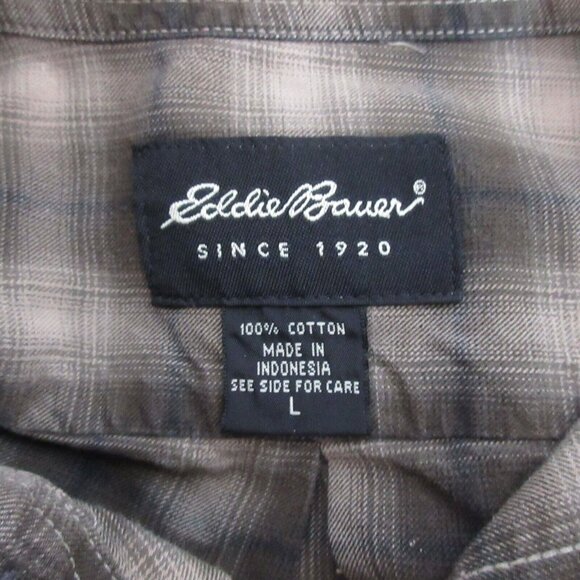 Eddie Bauer®
SINCE 1920
100% COTTON
MADE IN
INDONESIA
SEE SIDE FOR CARE
L